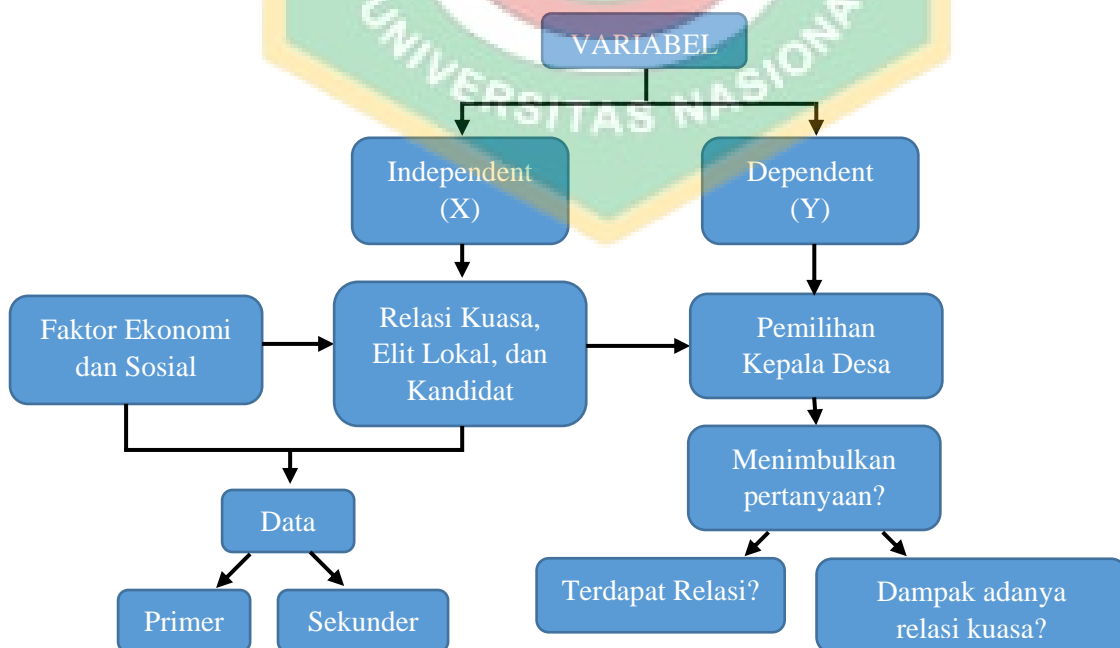 VARIABEL
UNIVERSITAS NASIONAL
Independent
(X)
Dependent
(Y)
Faktor Ekonomi
dan Sosial
Relasi Kuasa,
Elit Lokal, dan
Kandidat
Pemilihan
Kepala Desa
Menimbulkan
pertanyaan?
Data
Primer
Sekunder
Terdapat Relasi?
Dampak adanya
relasi kuasa?